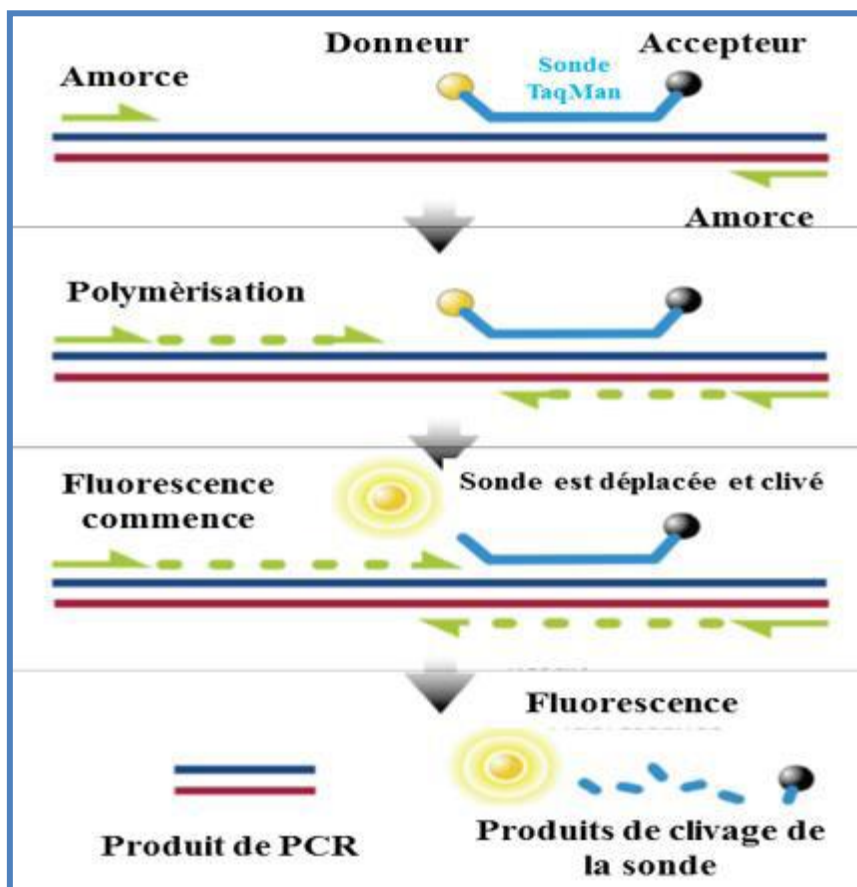 Donneur
Accepteur
Amorce
Sonde
TaqMan
Amorce
Polymèrisation
Fluorescence
commence
Sonde est déplacée et clivé
Fluorescence
Produit de PCR
Produits de clivage de
la sonde